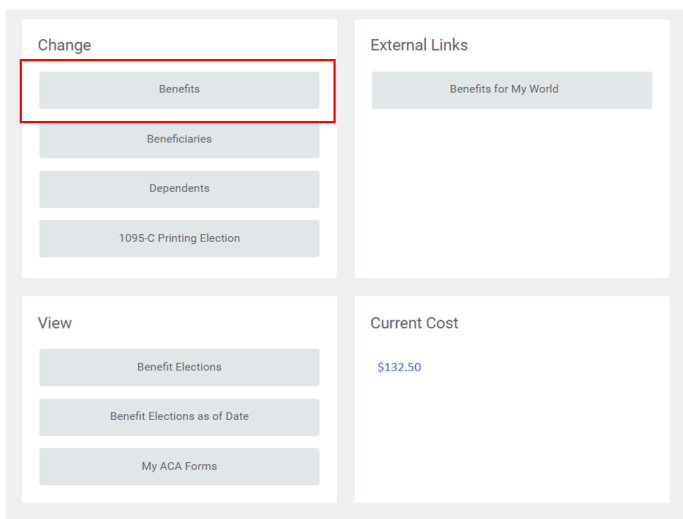 Change
Benefits
Beneficiaries
Dependents
1095-C Printing Election
External Links
Benefits for My World
View
Benefit Elections
Benefit Elections as of Date
My ACA Forms
Current Cost
$132.50